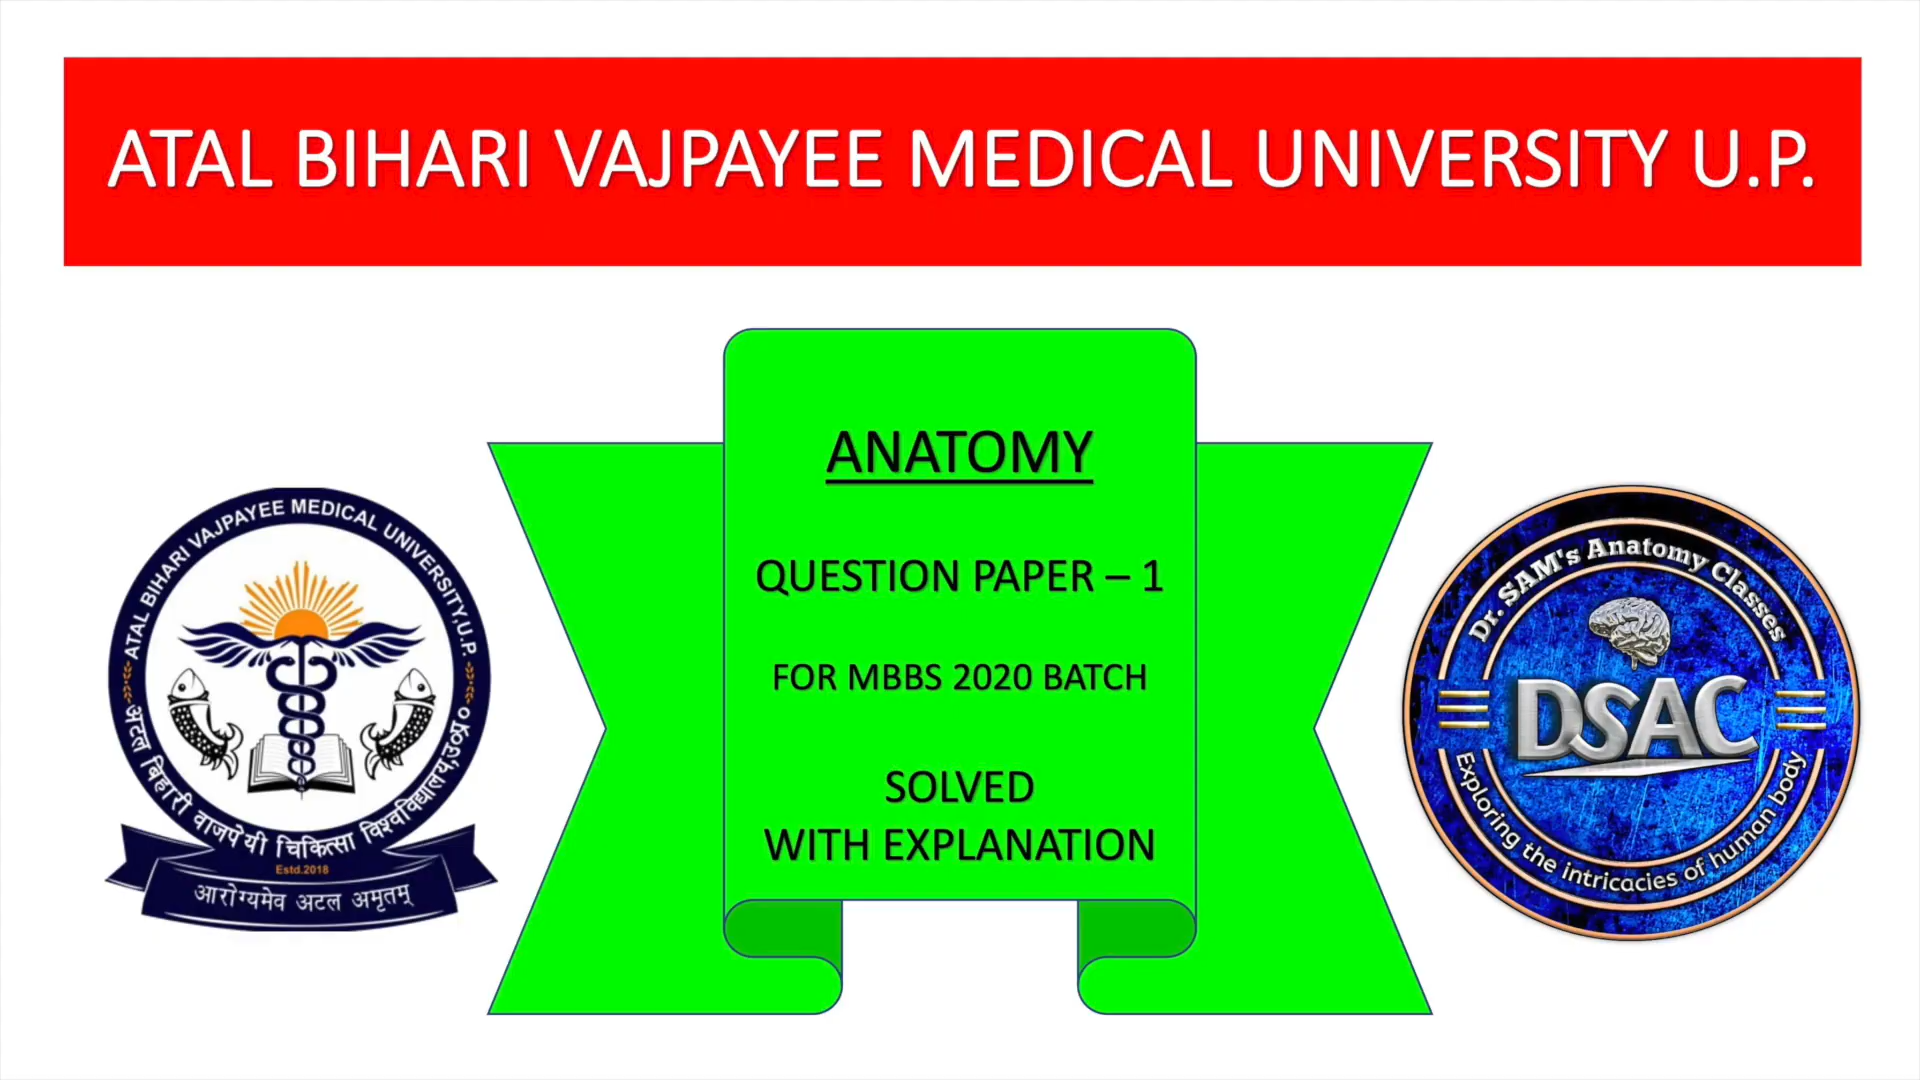 ATAL BIHARI VAJPAYEE MEDICAL UNIVERSITY U.P.
ANATOMY
QUESTION PAPER – 1
FOR MBBS 2020 BATCH
SOLVED
WITH EXPLANATION
ATAL BIHARI VAJPAYEE MEDICAL UNIVERSITY,U.P.
अटल बिहारी वाजपेयी चिकित्सा विश्वविद्यालय,उ०प्र०
Estd.2018
आरोग्यमेव अटल अमृतम्
Dr. SAM's Anatomy Classes
DSAC
Exploring the intricacies of human body